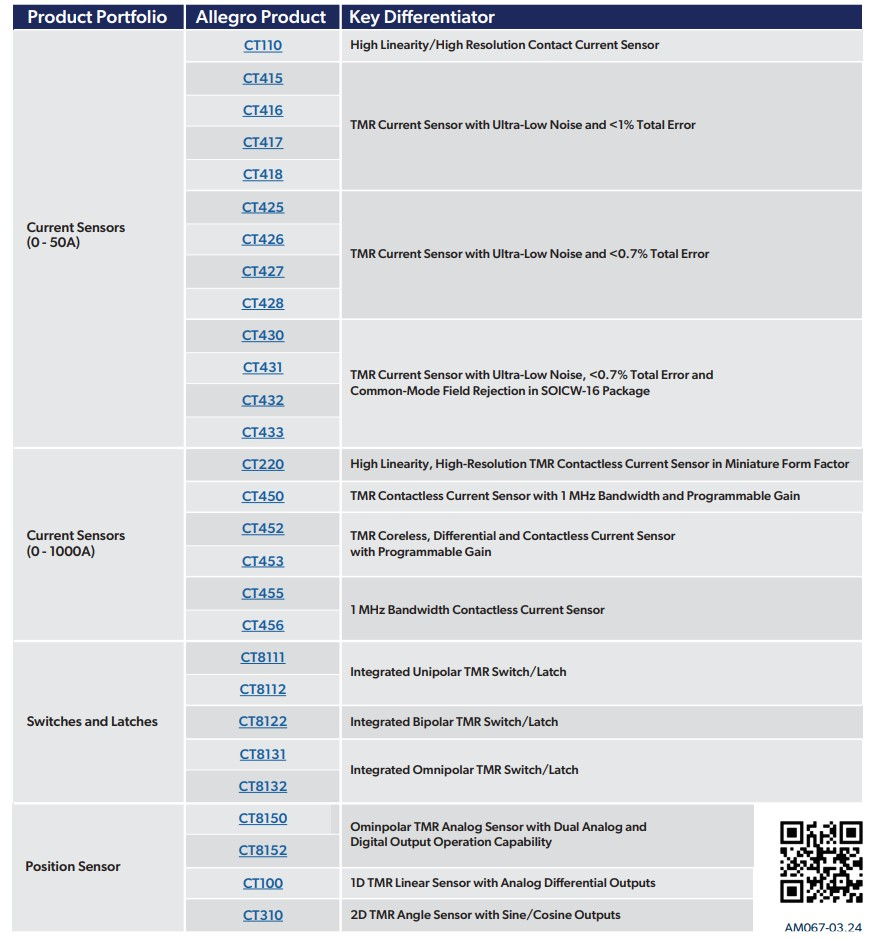 Product Portfolio Allegro Product Key Differentiator
Current Sensors
(0 - 50A)
CT110 High Linearity/High Resolution Contact Current Sensor
CT415
CT416
CT417
CT418
TMR Current Sensor with Ultra-Low Noise and <1% Total Error
CT425
CT426
CT427
CT428
TMR Current Sensor with Ultra-Low Noise and <0.7% Total Error
CT430
CT431
CT432
CT433
TMR Current Sensor with Ultra-Low Noise, <0.7% Total Error and
Common-Mode Field Rejection in SOICW-16 Package
Current Sensors
(0 - 1000A)
CT220 High Linearity, High-Resolution TMR Contactless Current Sensor in Miniature Form Factor
CT450 TMR Contactless Current Sensor with 1 MHz Bandwidth and Programmable Gain
CT452
CT453
TMR Coreless, Differential and Contactless Current Sensor
with Programmable Gain
CT455
CT456
1 MHz Bandwidth Contactless Current Sensor
Switches and Latches
CT8111
CT8112
Integrated Unipolar TMR Switch/Latch
CT8122 Integrated Bipolar TMR Switch/Latch
CT8131
CT8132
Integrated Omnipolar TMR Switch/Latch
Position Sensor
CT8150
CT8152
Ominpolar TMR Analog Sensor with Dual Analog and
Digital Output Operation Capability
CT100 1D TMR Linear Sensor with Analog Differential Outputs
CT310 2D TMR Angle Sensor with Sine/Cosine Outputs
AM067-03.24